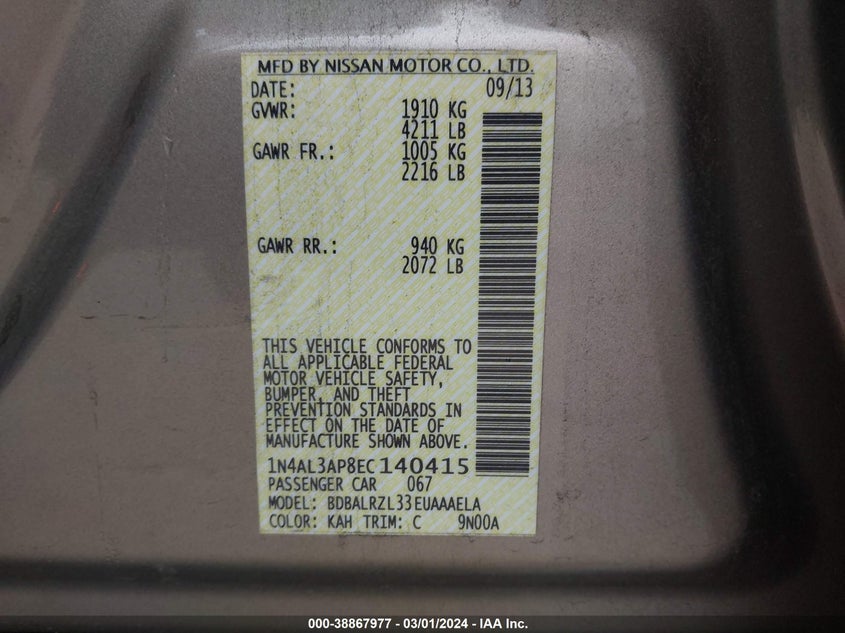 MFD BY NISSAN MOTOR CO., LTD.
DATE: 09/13
GVWR: 1910 KG
4211 LB
GAWR FR.: 1005 KG
2216 LB
GAWR RR.: 940 KG
2072 LB
THIS VEHICLE CONFORMS TO
ALL APPLICABLE FEDERAL
MOTOR VEHICLE SAFETY,
BUMPER, AND THEFT
PREVENTION STANDARDS IN
EFFECT ON THE DATE OF
MANUFACTURE SHOWN ABOVE.
1N4AL3AP8EC140415
PASSENGER CAR 067
MODEL: BDBALRZL33EUAAAELA
COLOR: KAH TRIM: C 9N00A
000-38867977 - 03/01/2024 - IAA Inc.